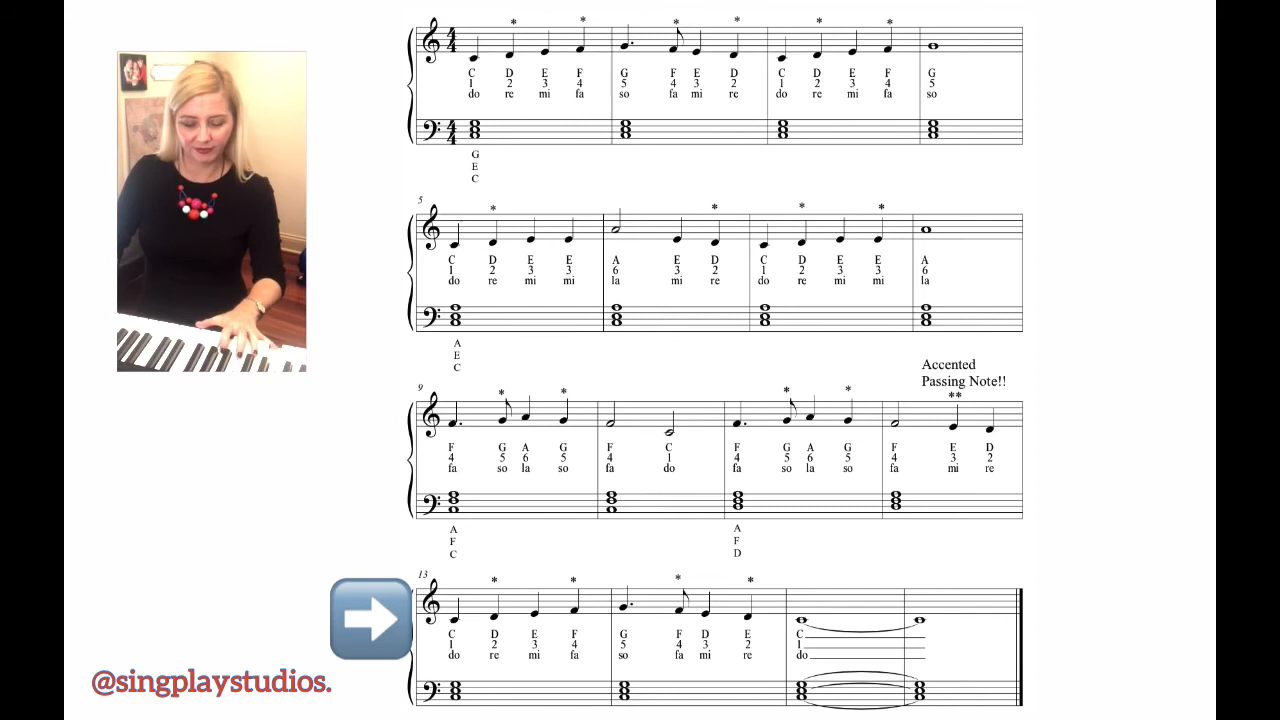 * * * * * *
C D E F G F E D C D E F G
1 2 3 4 5 4 3 2 1 2 3 4 5
do re mi fa so fa mi re do re mi fa so
G
E
C
5
* * * *
C D E E A E D C D E E A
1 2 3 3 6 3 2 1 2 3 3 6
do re mi mi la mi re do re mi mi la
A
E
C
Accented
Passing Note!!
9
* * * * **
F G A G F C F G A G F E D
4 5 6 5 4 1 4 5 6 5 4 3 2
fa so la so fa do fa so la so fa mi re
A A
F F
C D
13
* * * *
C D E F G F D E C
1 2 3 4 5 4 3 2 1
do re mi fa so fa mi re do
@singplaystudios.